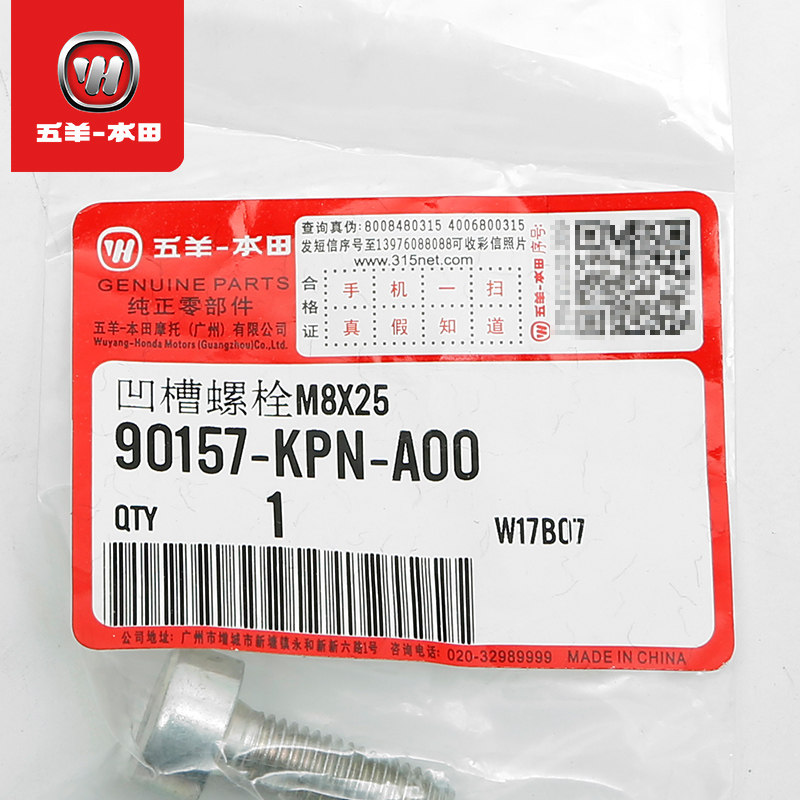 五羊-本田
五羊-本田
GENUINE PARTS
纯正零部件
五羊-本田摩托（广州）有限公司
Wuyang-Honda Motors (Guangzhou)Co.,Ltd.
查询真伪: 8008480315 4006800315
发短信序号至13976088088可收彩信照片
www.315net.com
合格证
手机一扫
真假知道
五羊-本田 序号:
凹槽螺栓M8X25
90157-KPN-A00
QTY 1
W17B07
公司地址: 广州市增城市新塘镇永和新新六路1号 咨询电话: 020-32989999 MADE IN CHINA